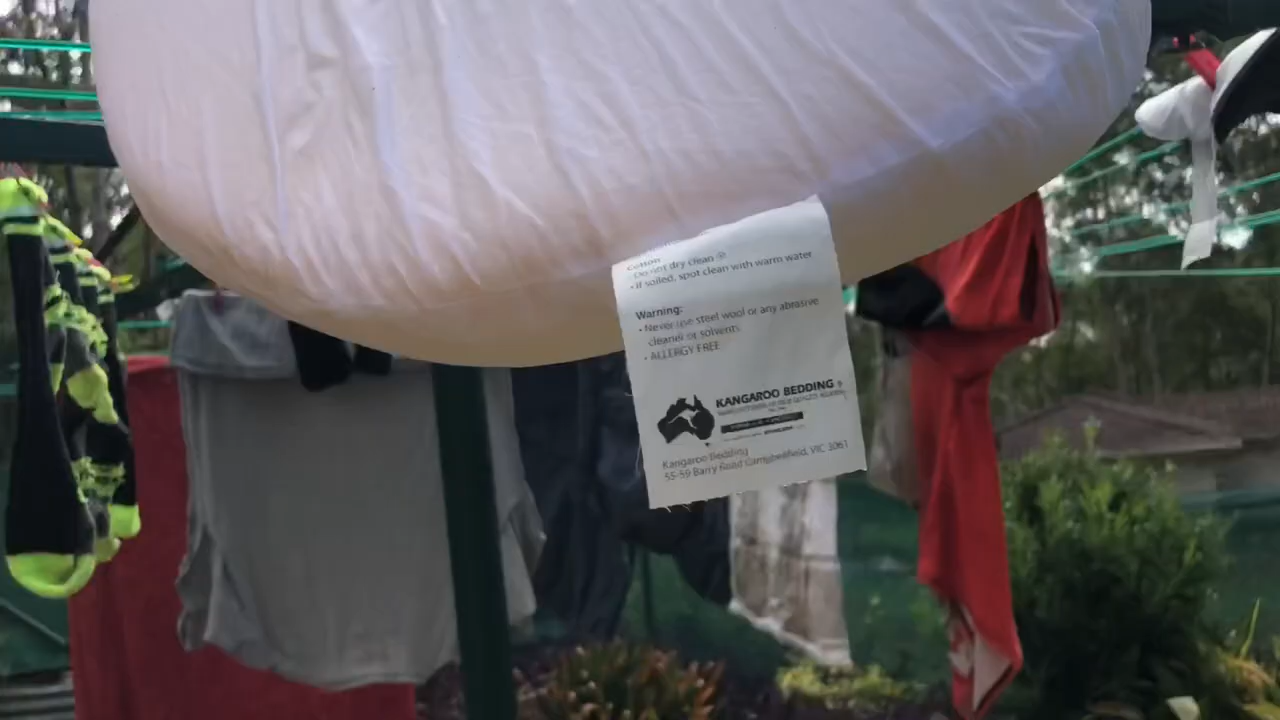 Cotton
Do not dry clean
• If soiled, spot clean with warm water
Warning:
• Never use steel wool or any abrasive
cleaner or solvents
• ALLERGY FREE
KANGAROO BEDDING
Kangaroo Bedding
55-59 Barry Road Campbellfield, VIC 3061